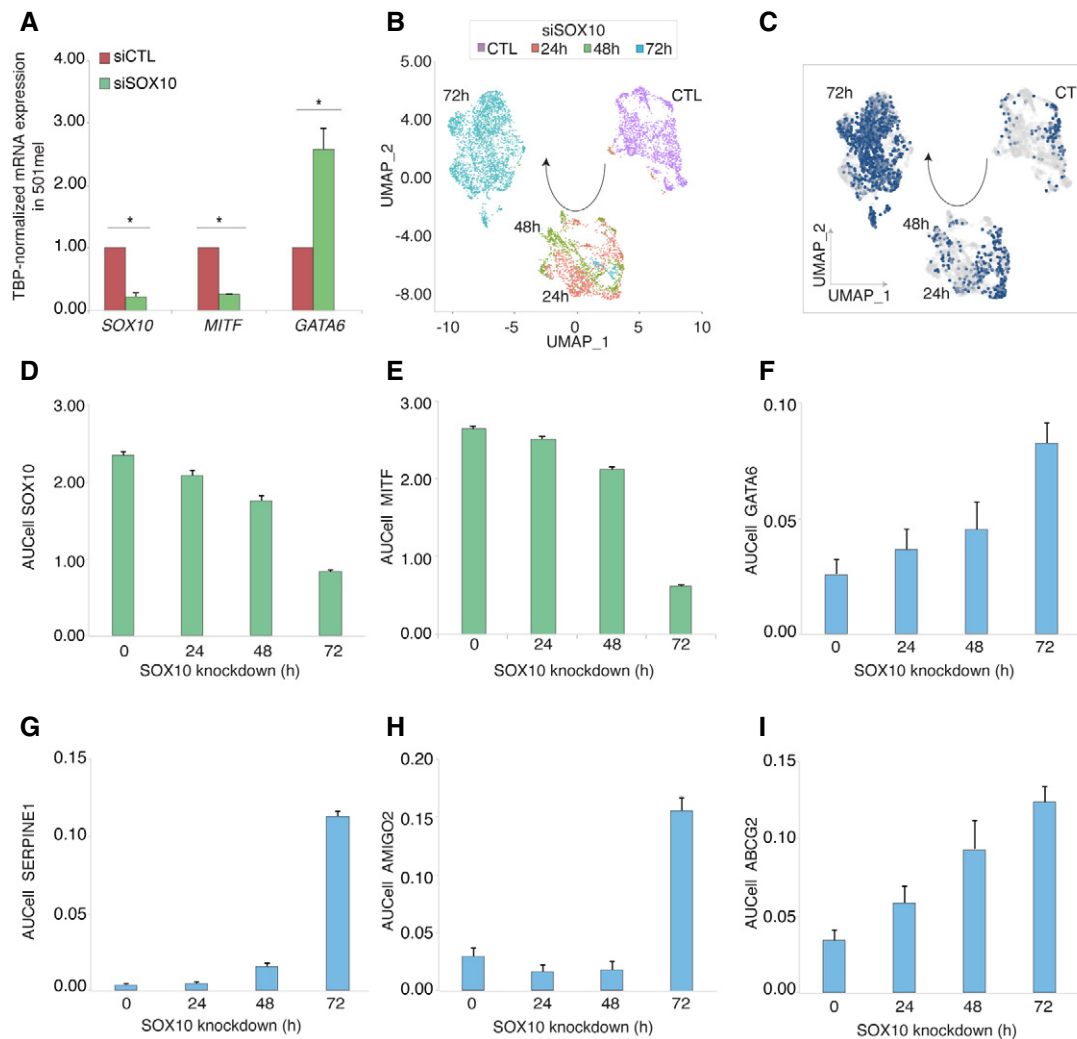 A
TBP-normalized mRNA expression
in 501mel
4.00
3.00
2.00
1.00
0.00
siCTL
siSOX10
*
*
*
SOX10
MITF
GATA6
B
siSOX10
CTL
24h
48h
72h
UMAP_2
5.00
4.00
0.00
-4.00
-8.00
72h
CTL
48h
24h
-10
-5
0
5
10
UMAP_1
C
72h
CT
48h
24h
UMAP_2
UMAP_1
D
AUCell SOX10
3.00
2.00
1.00
0.00
0
24
48
72
SOX10 knockdown (h)
E
AUCell MITF
3.00
2.00
1.00
0.00
0
24
48
72
SOX10 knockdown (h)
F
AUCell GATA6
0.10
0.05
0.00
0
24
48
72
SOX10 knockdown (h)
G
AUCell SERPINE1
0.15
0.10
0.05
0.00
0
24
48
72
SOX10 knockdown (h)
H
AUCell AMIGO2
0.20
0.15
0.10
0.05
0.00
0
24
48
72
SOX10 knockdown (h)
I
AUCell ABCG2
0.15
0.10
0.05
0.00
0
24
48
72
SOX10 knockdown (h)